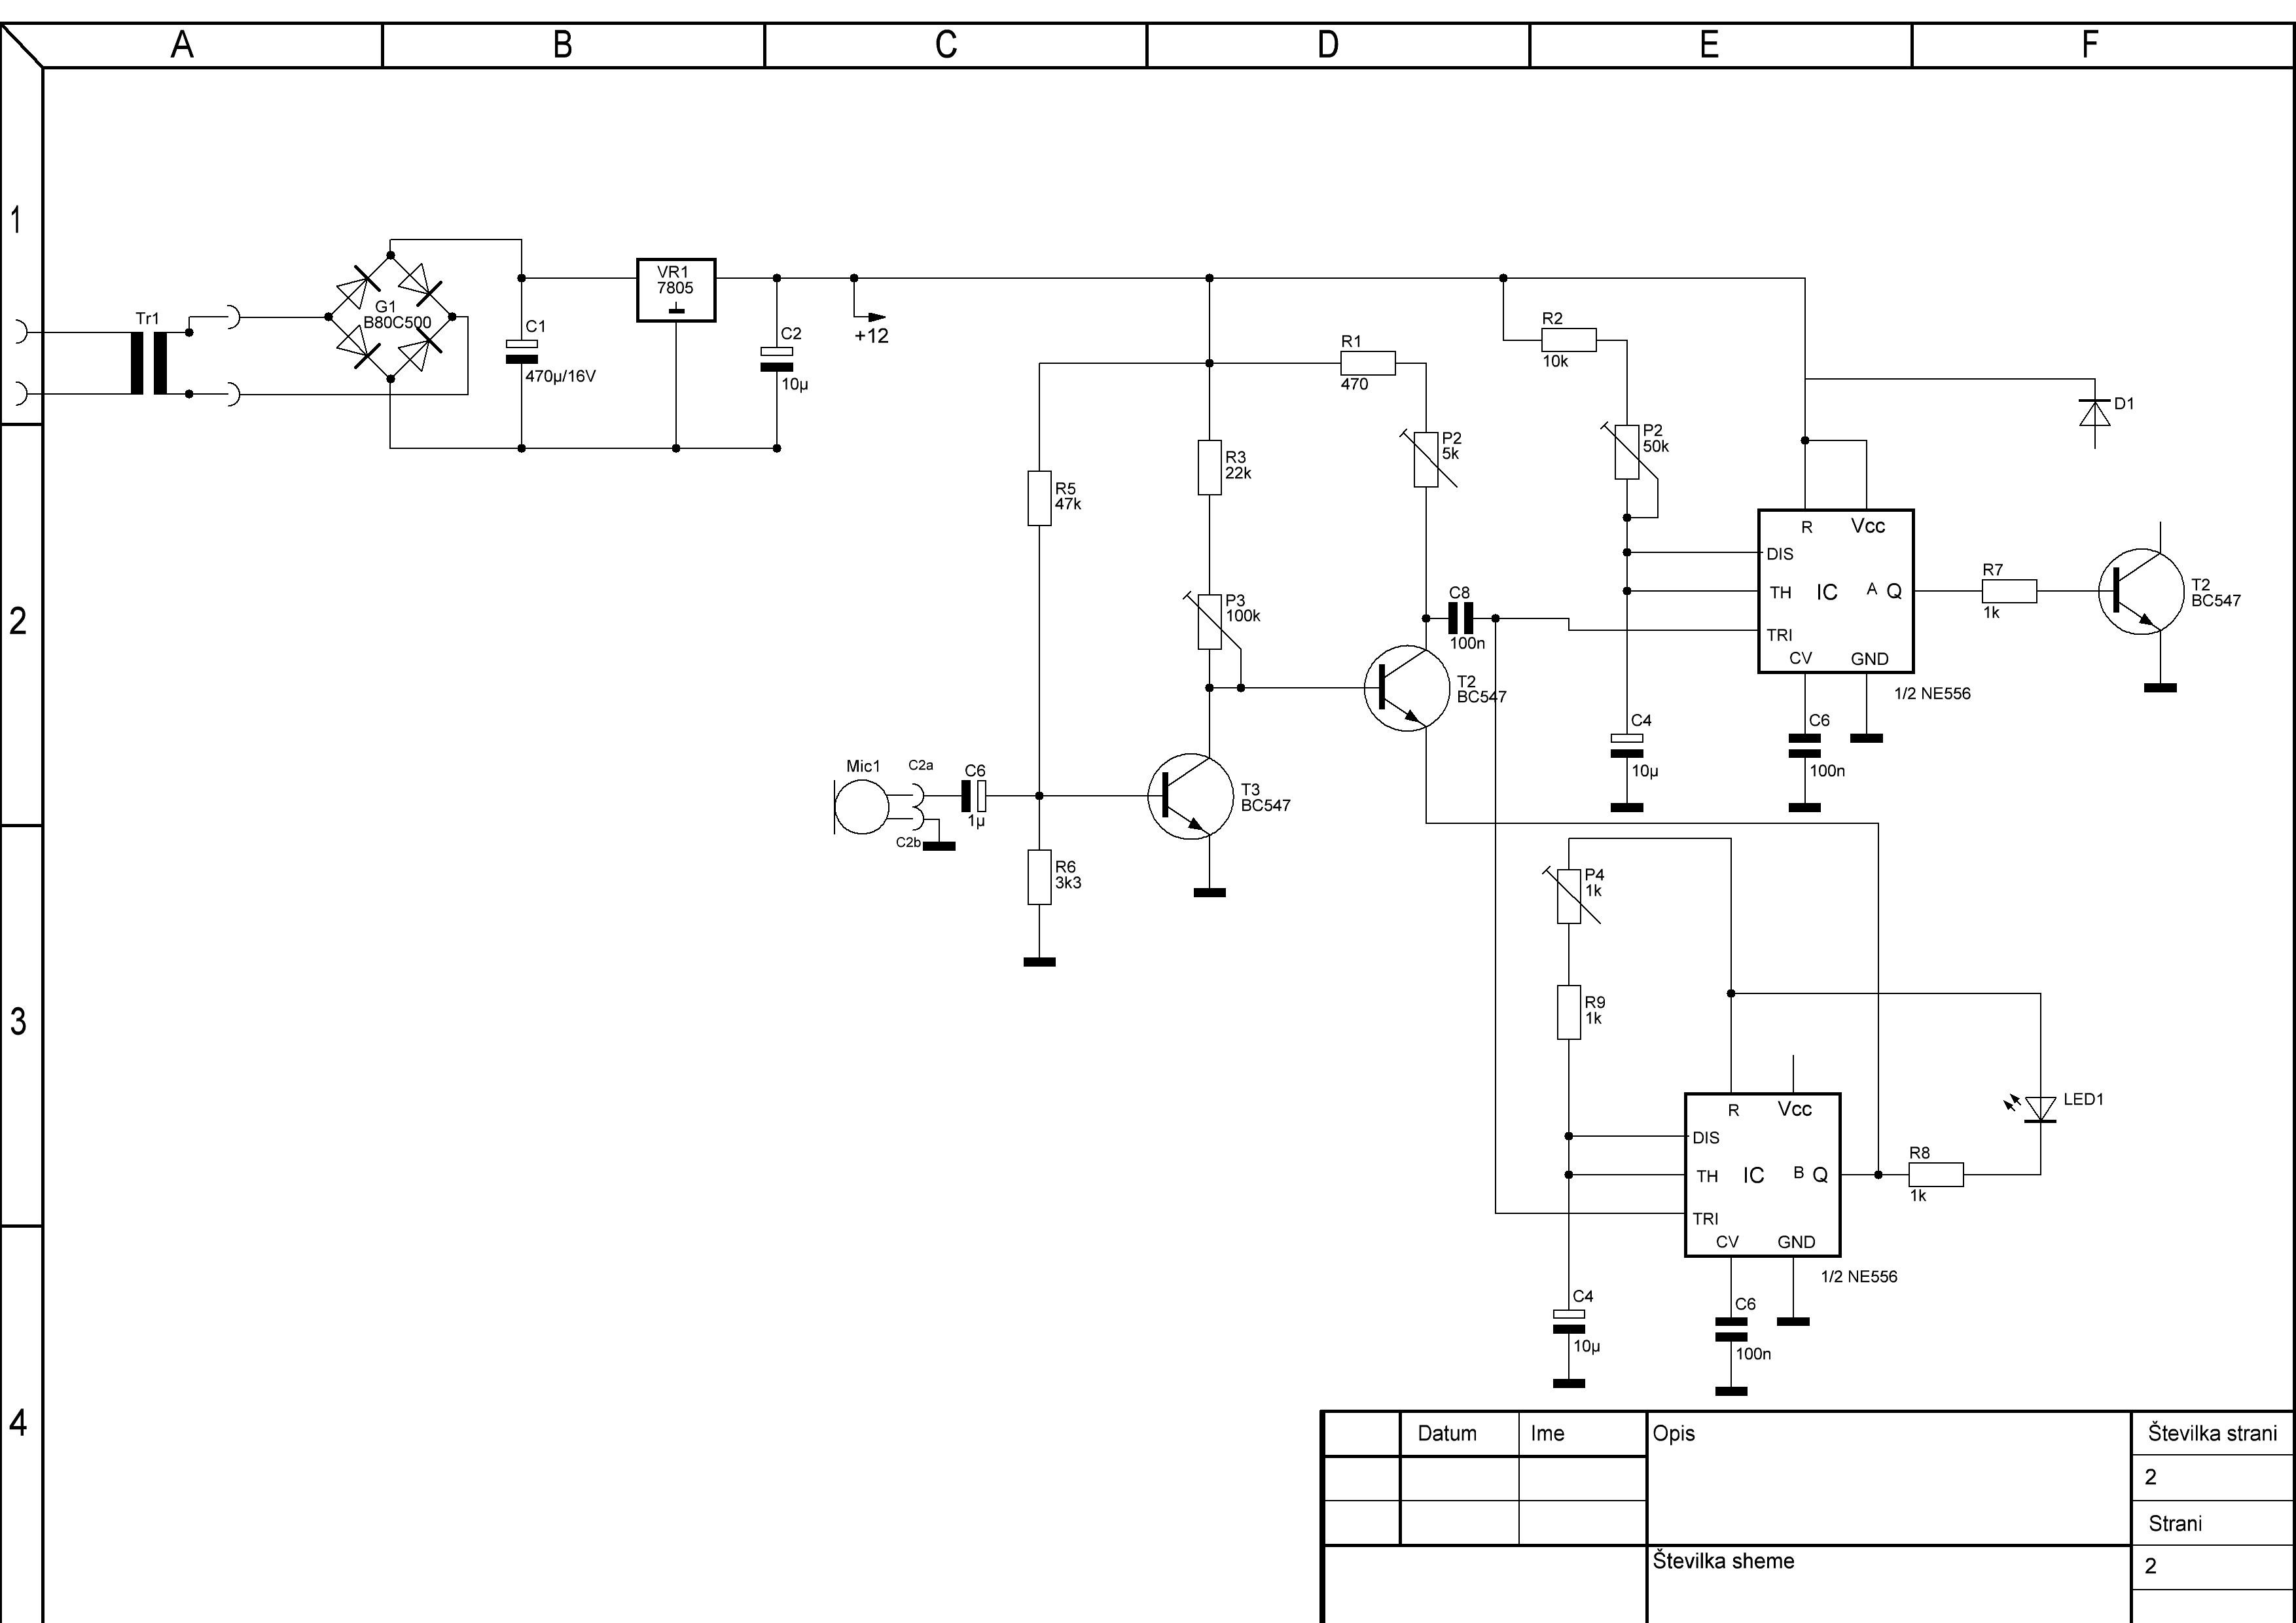 A B C D E F
1
2
3
4
Tr1
G1
B80C500
C1
470µ/16V
VR1
7805
C2
10µ
+12
R1
470
R2
10k
P2
5k
P2
50k
D1
R3
22k
R5
47k
P3
100k
C8
100n
T2
BC547
R
Vcc
DIS
TH
IC
A Q
TRI
CV
GND
1/2 NE556
R7
1k
T2
BC547
C4
10µ
C6
100n
Mic1
C2a
C2b
C6
1µ
T3
BC547
R6
3k3
P4
1k
R9
1k
R
Vcc
DIS
TH
IC
B Q
TRI
CV
GND
1/2 NE556
LED1
R8
1k
C4
10µ
C6
100n
Datum
Ime
Opis
Številka strani
2
Strani
Številka sheme
2